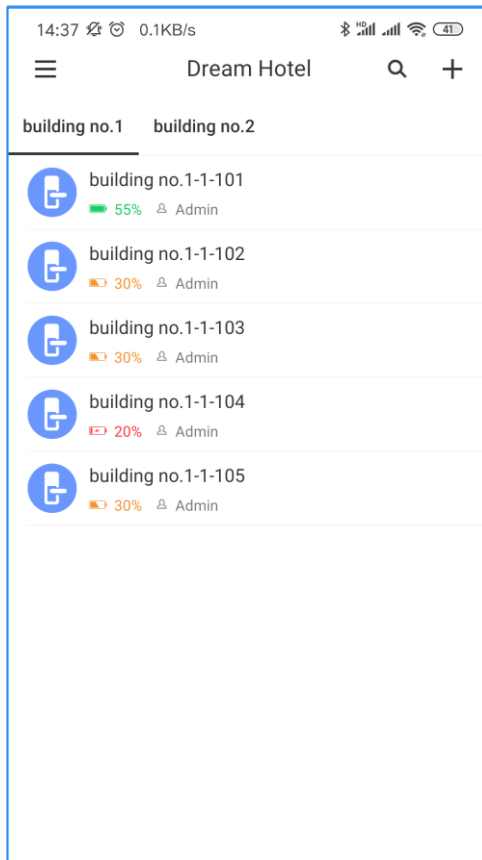 14:37 0.1KB/s HD 41
Dream Hotel
building no.1 building no.2
building no.1-1-101
55% Admin
building no.1-1-102
30% Admin
building no.1-1-103
30% Admin
building no.1-1-104
20% Admin
building no.1-1-105
30% Admin